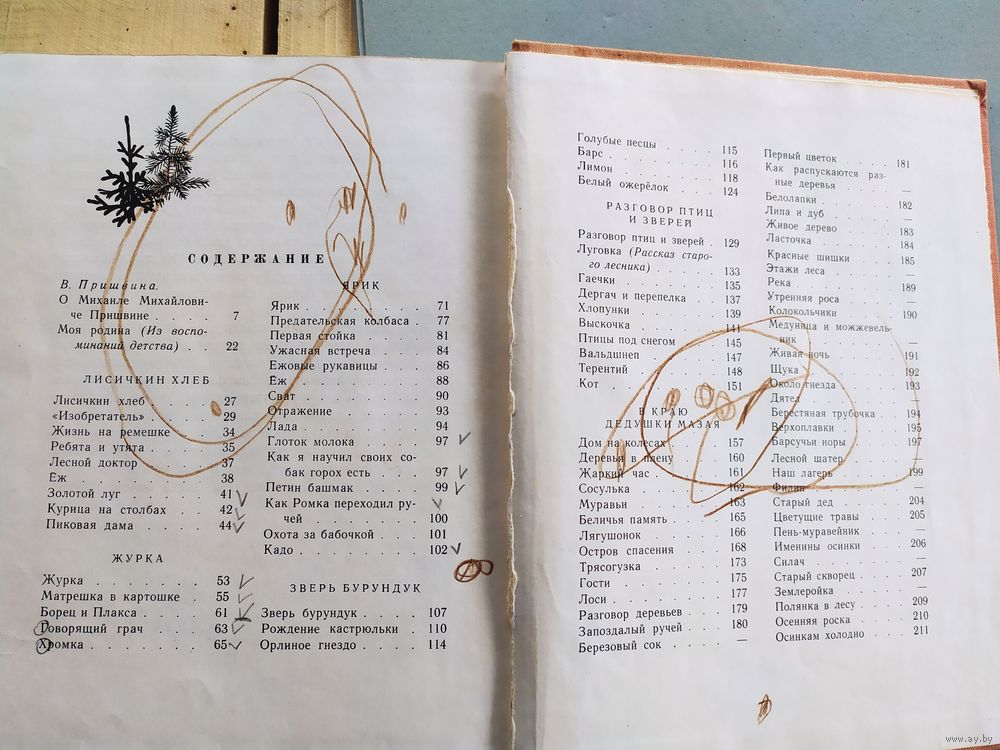 СОДЕРЖАНИЕ
В. Пришвина.
О Михаиле Михайлови-
че Пришвине . . . . . 7
Моя родина (Из воспо-
минаний детства) . . 22
ЛИСИЧКИН ХЛЕБ
Лисичкин хлеб . . . . 27
«Изобретатель» . . . . 29
Жизнь на ремешке . . 34
Ребята и утята . . . . 35
Лесной доктор . . . . 37
Ёж . . . . . . . . 38
Золотой луг . . . . . 41
Курица на столбах . . 42
Пиковая дама . . . . 44
ЖУРКА
Журка . . . . . . . 53
Матрешка в картошке . 55
Борец и Плакса . . . . 61
Говорящий грач . . . 63
Хромка . . . . . . . 65
ЯРИК
Ярик . . . . . . . 71
Предательская колбаса . 77
Первая стойка . . . . 81
Ужасная встреча . . . 84
Ежовые рукавицы . . . 86
Ёж . . . . . . . . 88
Сват . . . . . . . 90
Отражение . . . . . 93
Лада . . . . . . . 94
Глоток молока . . . . 97
Как я научил своих со-
бак горох есть . . . . 97
Петин башмак . . . . 99
Как Ромка переходил ру-
чей . . . . . . . 100
Охота за бабочкой . . 101
Кадо . . . . . . . 102
ЗВЕРЬ БУРУНДУК
Зверь бурундук . . . . 107
Рождение кастрюльки . 110
Орлиное гнездо . . . . 114
Голубые песцы . . . . 115
Барс . . . . . . . 116
Лимон . . . . . . . 118
Белый ожерёлок . . . 124
РАЗГОВОР ПТИЦ
И ЗВЕРЕЙ
Разговор птиц и зверей . 129
Луговка (Рассказ старо-
го лесника) . . . . . 133
Гаечки . . . . . . 135
Дергач и перепелка . . 137
Хлопунки . . . . . 139
Выскочка . . . . . 141
Птицы под снегом . . 145
Вальдшнеп . . . . . 147
Терентий . . . . . 148
Кот . . . . . . . 151
В КРАЮ
ДЕДУШКИ МАЗАЯ
Дом на колесах . . . 157
Деревья в плену . . . 160
Жаркий час . . . . . 161
Сосулька . . . . . 162
Муравьи . . . . . . 163
Беличья память . . . 165
Лягушонок . . . . . 166
Остров спасения . . . 168
Трясогузка . . . . . 173
Гости . . . . . . . 175
Лоси . . . . . . . 177
Разговор деревьев . . 179
Запоздалый ручей . . 180
Березовый сок . . . . —
Первый цветок . . . . 181
Как распускаются раз-
ные деревья . . . . —
Белолапки . . . . . 182
Липа и дуб . . . . . —
Живое дерево . . . . 183
Ласточка . . . . . 184
Красные шишки . . . 185
Этажи леса . . . . . —
Река . . . . . . . 189
Утренняя роса . . . . —
Колокольчики . . . . 190
Медуница и можжевель-
ник . . . . . . . —
Живая ночь . . . . . 191
Щука . . . . . . . 192
Около гнезда . . . . 193
Дятел . . . . . . . —
Берестяная трубочка . 194
Верхоплавки . . . . 195
Барсучьи норы . . . . 197
Лесной шатер . . . . —
Наш лагерь . . . . . 199
Филин . . . . . . . —
Старый дед . . . . . 204
Цветущие травы . . . 205
Пень-муравейник . . . —
Именины осинки . . . 206
Силач . . . . . . . —
Старый скворец . . . 207
Землеройка . . . . . —
Полянка в лесу . . . 209
Осенняя роска . . . . 210
Осинкам холодно . . . 211
www.ay.by